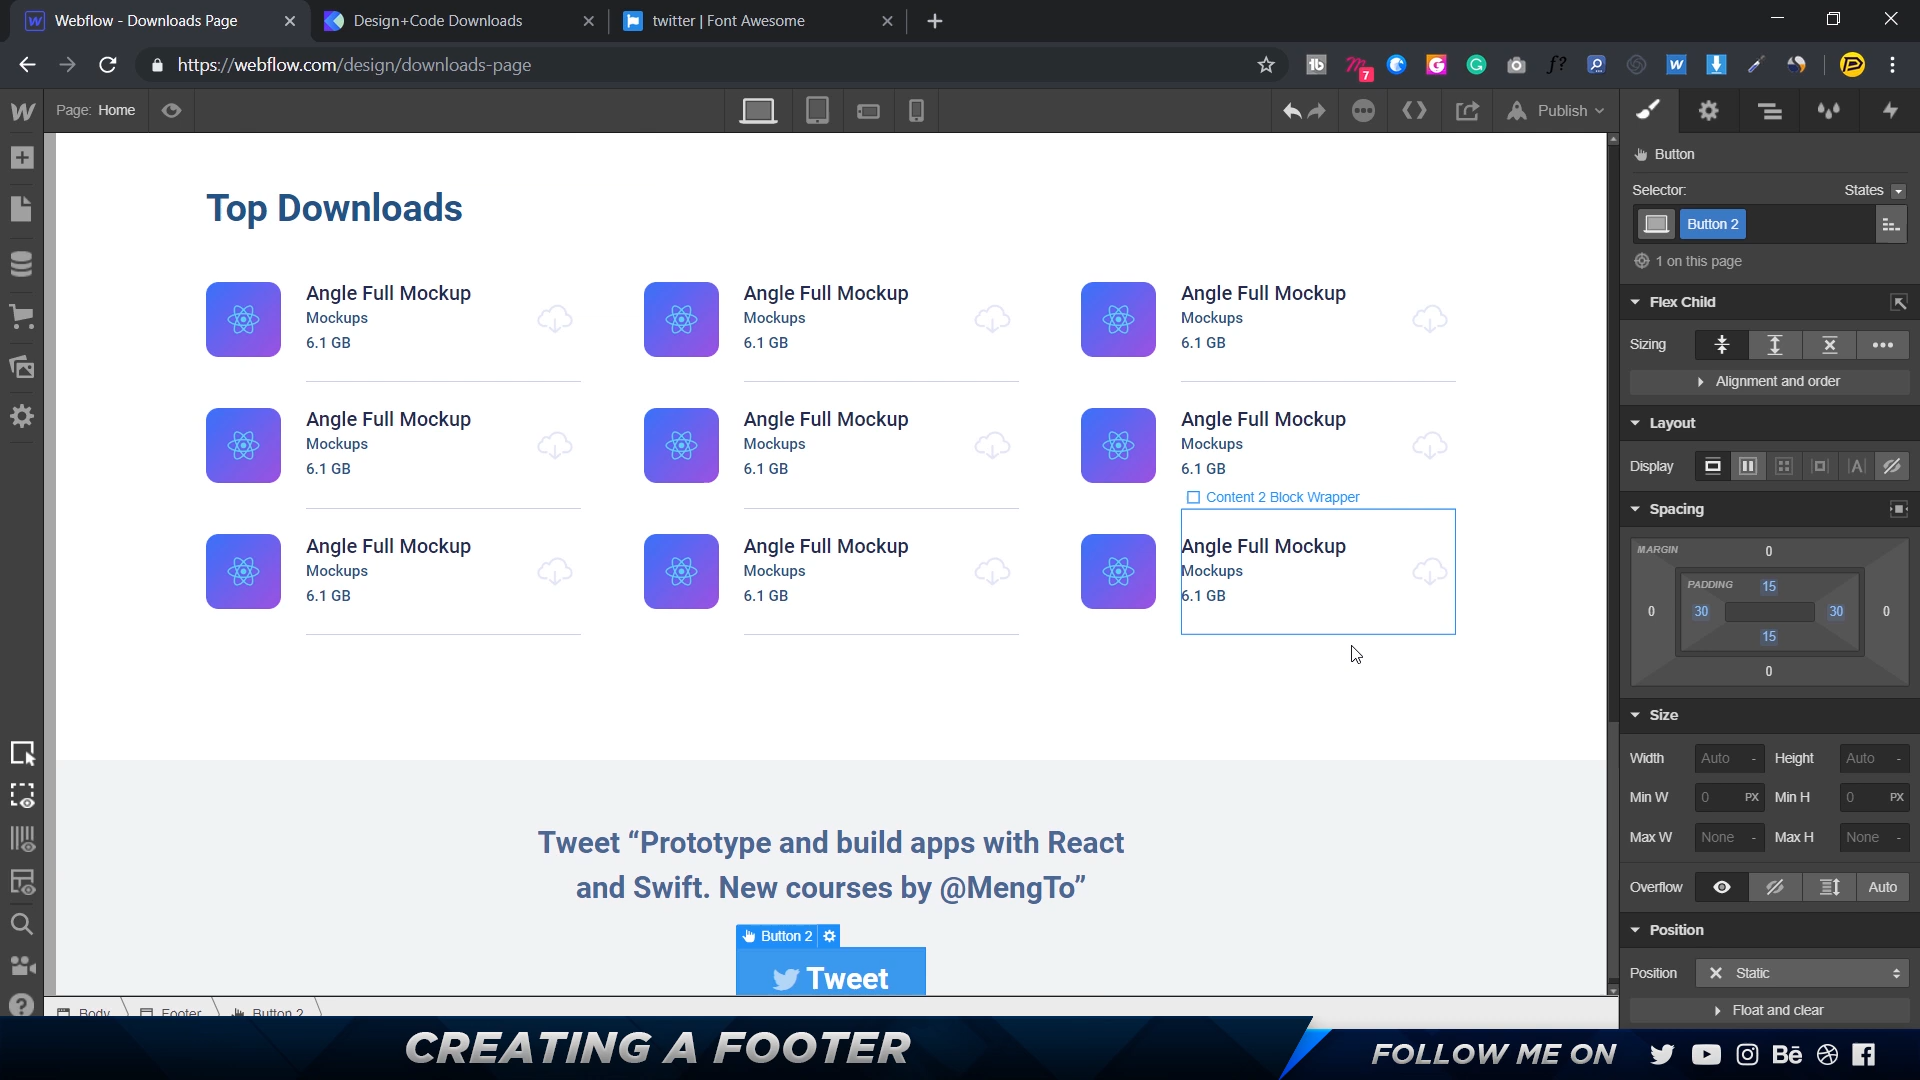 Webflow - Downloads Page
Design+Code Downloads
twitter | Font Awesome
https://webflow.com/design/downloads-page
7
Page: Home
Publish
Button
Selector:
States
Button 2
1 on this page
Flex Child
Sizing
Alignment and order
Layout
Display
Spacing
MARGIN
0
PADDING
15
0
30
30
0
15
0
Size
Width
Auto
-
Height
Auto
-
Min W
0
PX
Min H
0
PX
Max W
None
-
Max H
None
-
Overflow
Auto
Position
Position
Static
Float and clear
Top Downloads
Angle Full Mockup
Mockups
6.1 GB
Angle Full Mockup
Mockups
6.1 GB
Angle Full Mockup
Mockups
6.1 GB
Angle Full Mockup
Mockups
6.1 GB
Angle Full Mockup
Mockups
6.1 GB
Angle Full Mockup
Mockups
6.1 GB
Content 2 Block Wrapper
Angle Full Mockup
Mockups
6.1 GB
Angle Full Mockup
Mockups
6.1 GB
Angle Full Mockup
Mockups
6.1 GB
Tweet “Prototype and build apps with React
and Swift. New courses by @MengTo”
Button 2
Tweet
Body
Footer
Button 2
CREATING A FOOTER
FOLLOW ME ON